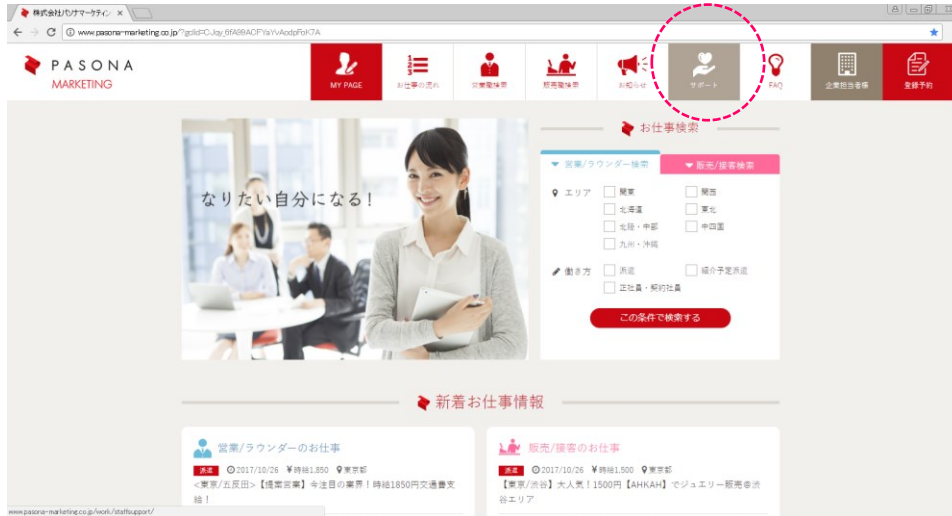 株式会社パソナマーケティン
www.pasona-marketing.co.jp
PASONA
MARKETING
MY PAGE
お仕事の流れ
営業職検索
販売職検索
お知らせ
サポート
FAQ
企業担当者様
登録予約
なりたい自分になる!
お仕事検索
営業/ラウンダー検索
販売/接客検索
エリア
関東
関西
北海道
東北
北陸・中部
中四国
九州・沖縄
働き方
派遣
紹介予定派遣
正社員・契約社員
この条件で検索する
新着お仕事情報
営業/ラウンダーのお仕事
派遣 2017/10/26 ¥時給1,850 東京都
<東京/五反田>【提案営業】今注目の業界!時給1850円交通費支
給!
販売/接客のお仕事
派遣 2017/10/26 ¥時給1,500 東京都
【東京/渋谷】大人気!1500円【AHKAH】でジュエリー販売@渋
谷エリア
www.pasona-marketing.co.jp/work/staffsupport/